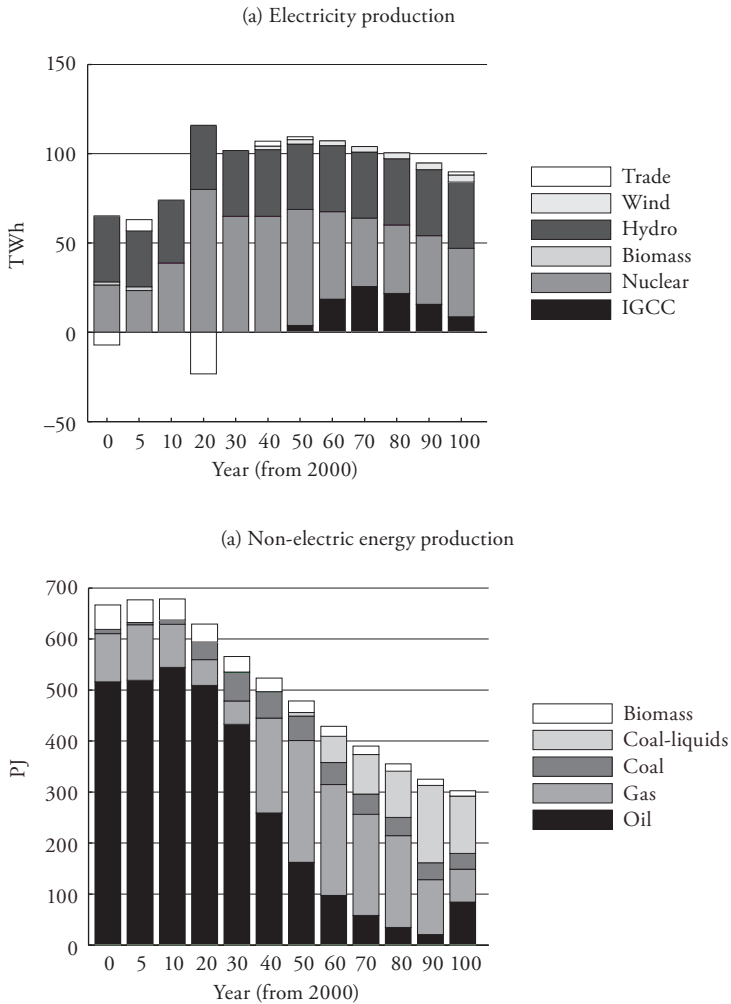 (a) Electricity production
150
100
50
0
–50
TWh
0 5 10 20 30 40 50 60 70 80 90 100
Year (from 2000)
Trade
Wind
Hydro
Biomass
Nuclear
IGCC
(a) Non-electric energy production
700
600
500
400
300
200
100
0
PJ
0 5 10 20 30 40 50 60 70 80 90 100
Year (from 2000)
Biomass
Coal-liquids
Coal
Gas
Oil